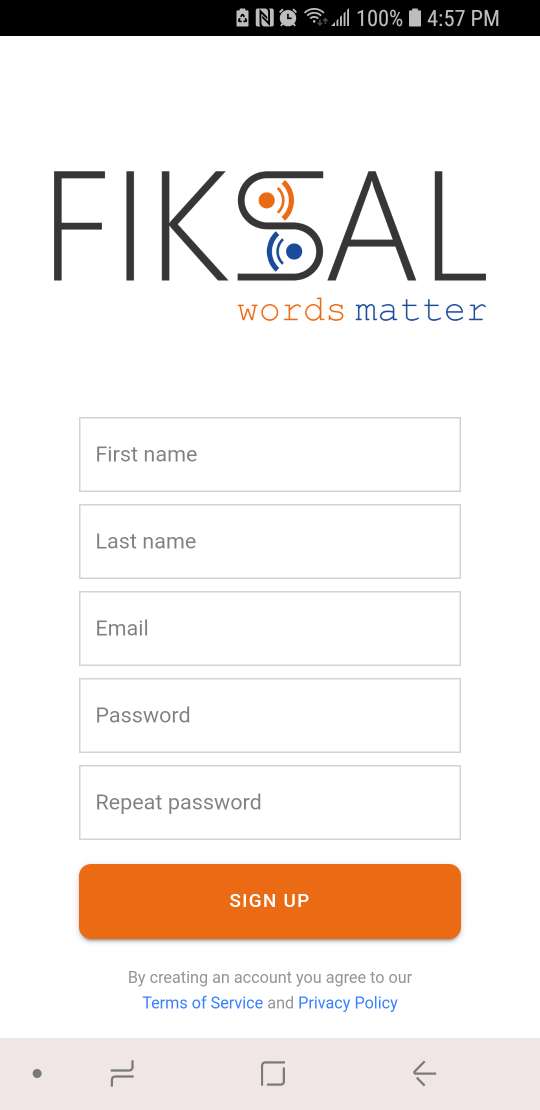 100% 4:57 PM
FIKSAL
words matter
First name
Last name
Email
Password
Repeat password
SIGN UP
By creating an account you agree to our
Terms of Service and Privacy Policy